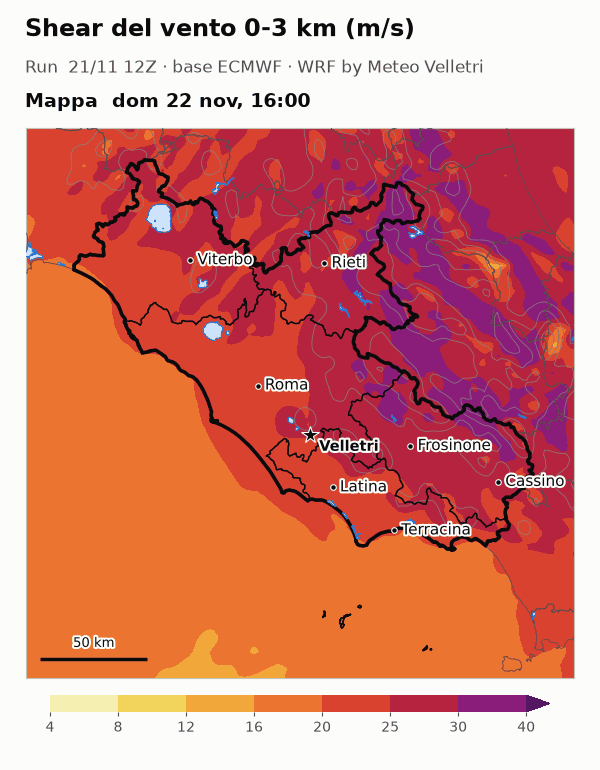 Shear del vento 0-3 km (m/s)
Run  21/11 12Z · base ECMWF · WRF by Meteo Velletri
Mappa  dom 22 nov, 16:00
Viterbo
Rieti
Roma
Velletri
Frosinone
Latina
Cassino
Terracina
50 km
4 8 12 16 20 25 30 40